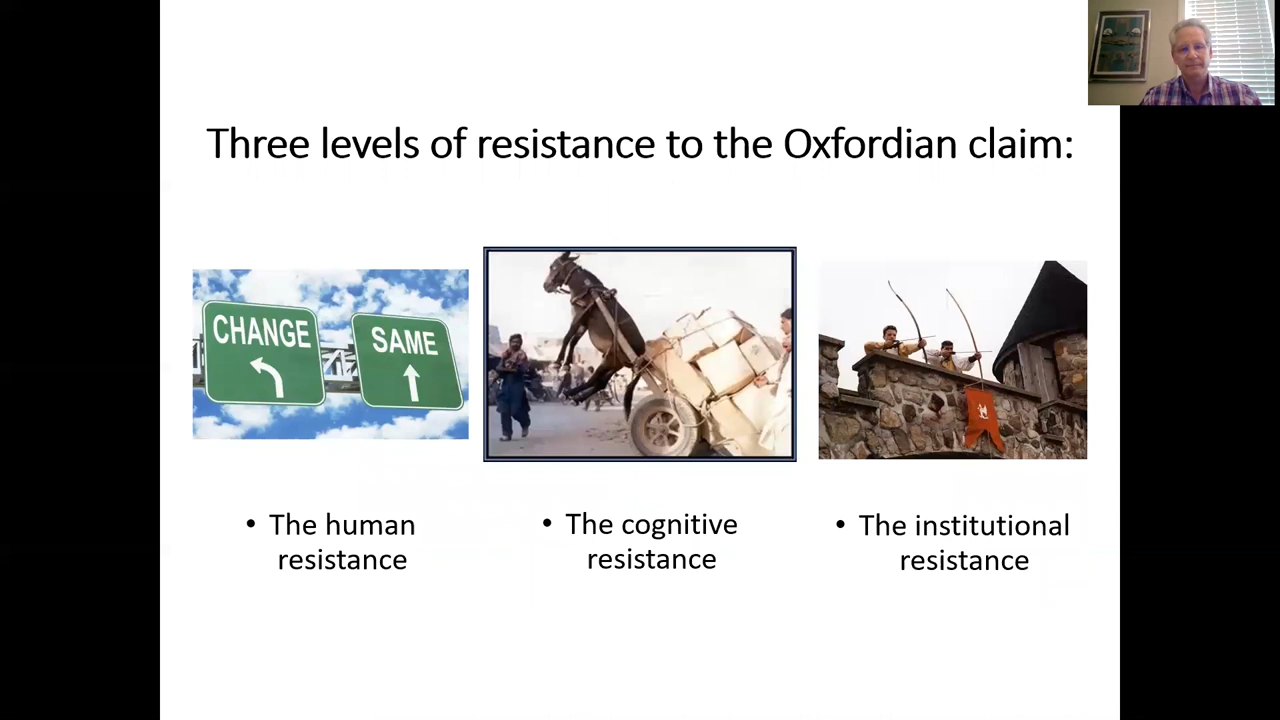 Three levels of resistance to the Oxfordian claim:
CHANGE
SAME
• The human
resistance
• The cognitive
resistance
• The institutional
resistance